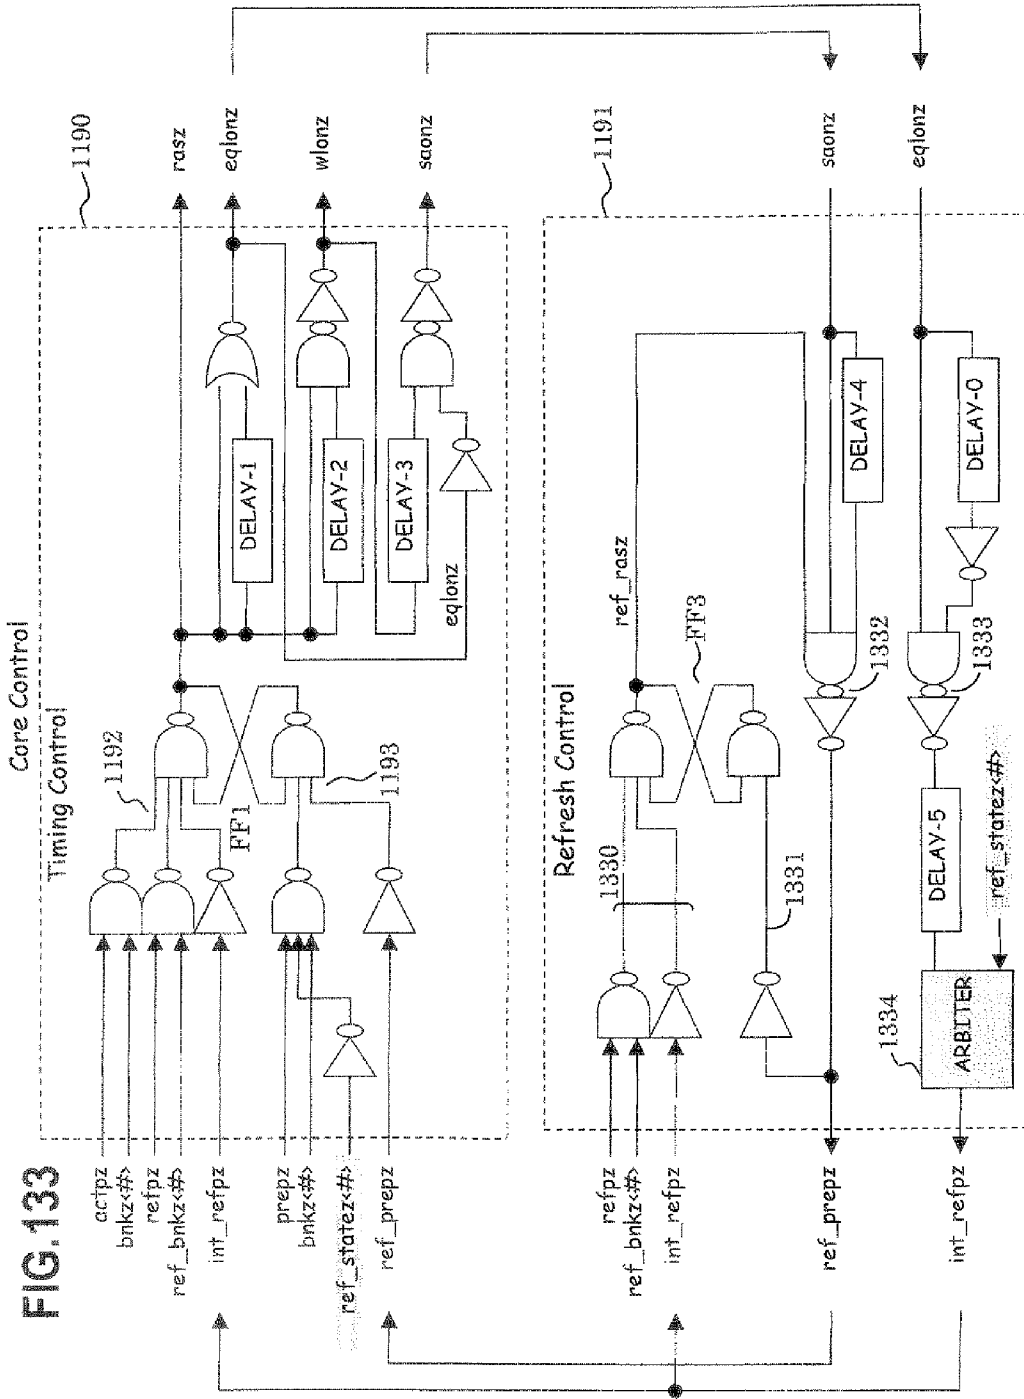 FIG.133
Core Control
Timing Control
1190
actpz
bnkz<#>
refpz
ref_bnkz<#>
int_refpz
prepz
bnkz<#>
ref_statez<#>
ref_prepz
1192
FF1
1193
DELAY-1
DELAY-2
DELAY-3
eqlonz
rasz
eqlonz
wlonz
saonz
Refresh Control
1191
refpz
ref_bnkz<#>
int_refpz
ref_prepz
int_refpz
1330
1331
FF3
ref_rasz
1332
1333
1334
ARBITER
DELAY-5
ref_statez<#>
DELAY-4
DELAY-0
saonz
eqlonz